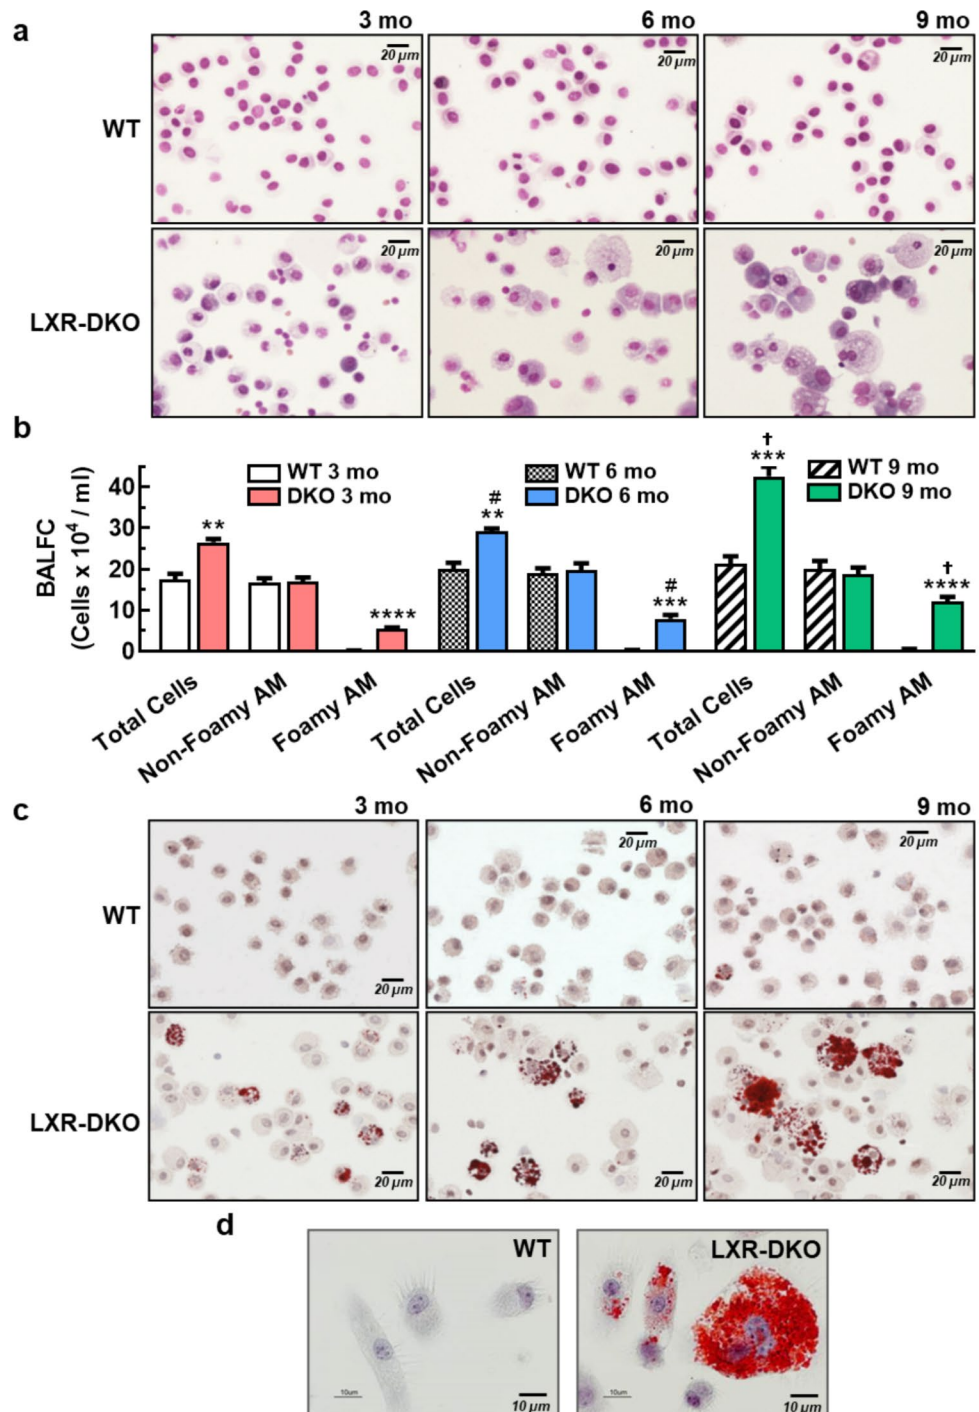 a
3 mo 6 mo 9 mo
WT
20 µm 20 µm 20 µm
LXR-DKO
20 µm 20 µm 20 µm
b
BALFC
(Cells x 10⁴ / ml)
40
30
20
10
0
WT 3 mo
DKO 3 mo
WT 6 mo
DKO 6 mo
WT 9 mo
DKO 9 mo
**
****
#
**
#
***
†
***
†
****
Total Cells
Non-Foamy AM
Foamy AM
Total Cells
Non-Foamy AM
Foamy AM
Total Cells
Non-Foamy AM
Foamy AM
c
3 mo 6 mo 9 mo
WT
20 µm 20 µm 20 µm
LXR-DKO
20 µm 20 µm 20 µm
d
WT LXR-DKO
10um 10 µm 10um 10 µm